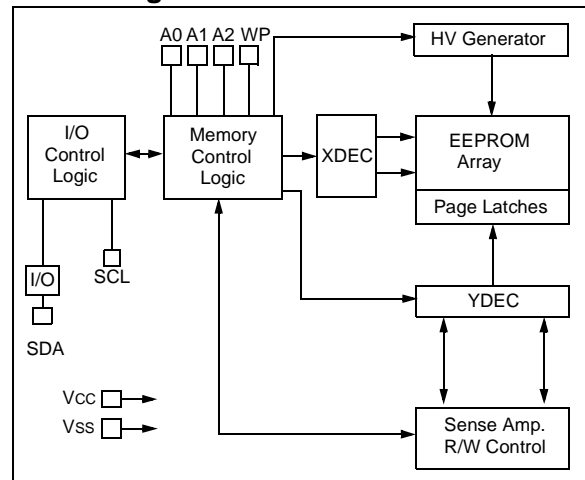 A0 A1 A2 WP
HV Generator
I/O
Control
Logic
Memory
Control
Logic
XDEC
EEPROM
Array
Page Latches
I/O
SCL
SDA
YDEC
VCC
VSS
Sense Amp.
R/W Control